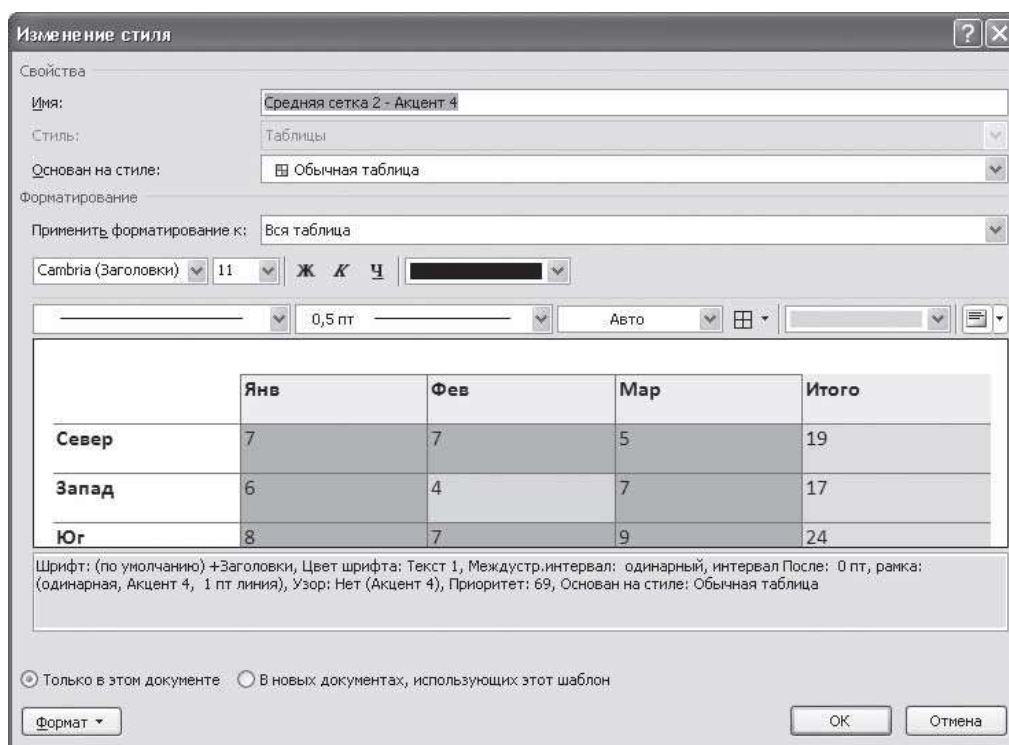 Изменение стиля
Свойства
Имя: Средняя сетка 2 - Акцент 4
Стиль: Таблицы
Основан на стиле: Обычная таблица
Форматирование
Применить форматирование к: Вся таблица
Cambria (Заголовки) 11 Ж К Ч
0,5 пт Авто
Янв Фев Мар Итого
Север 7 7 5 19
Запад 6 4 7 17
Юг 8 7 9 24
Шрифт: (по умолчанию) +Заголовки, Цвет шрифта: Текст 1, Междустр.интервал: одинарный, интервал После: 0 пт, рамка:
(одинарная, Акцент 4, 1 пт линия), Узор: Нет (Акцент 4), Приоритет: 69, Основан на стиле: Обычная таблица
Только в этом документе В новых документах, использующих этот шаблон
Формат OK Отмена